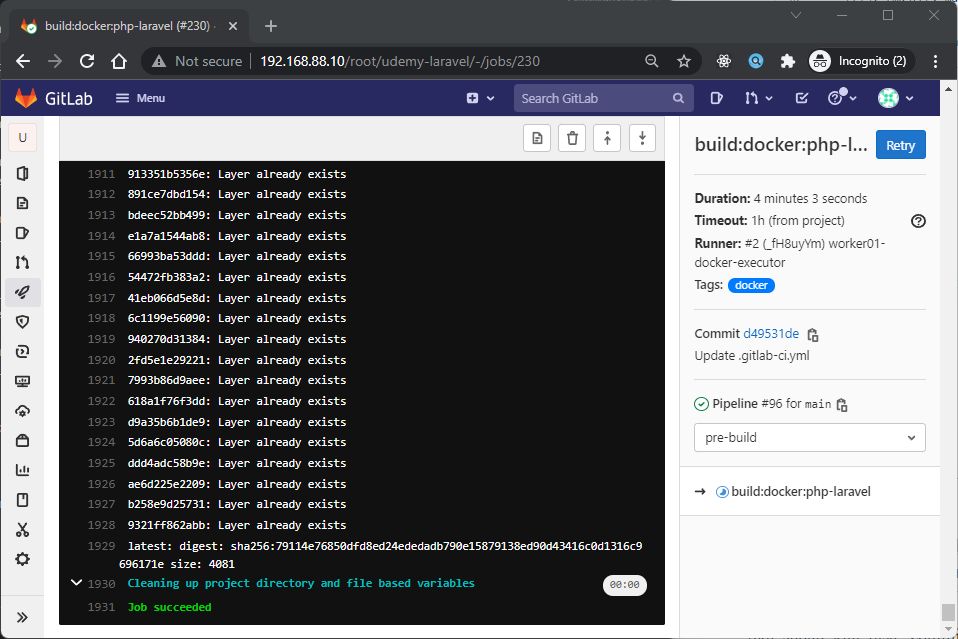 build:docker:php-laravel (#230) ·
Not secure
192.168.88.10/root/udemy-laravel/-/jobs/230
Incognito (2)
GitLab
Menu
Search GitLab
U
1911 913351b5356e: Layer already exists
1912 891ce7dbd154: Layer already exists
1913 bdeec52bb499: Layer already exists
1914 e1a7a1544ab8: Layer already exists
1915 66993ba53ddd: Layer already exists
1916 54472fb383a2: Layer already exists
1917 41eb066d5e8d: Layer already exists
1918 6c1199e56090: Layer already exists
1919 940270d31384: Layer already exists
1920 2fd5e1e29221: Layer already exists
1921 7993b86d9aee: Layer already exists
1922 618a1f76f3dd: Layer already exists
1923 d9a35b6b1de9: Layer already exists
1924 5d6a6c05080c: Layer already exists
1925 ddd4adc58b9e: Layer already exists
1926 ae6d225e2209: Layer already exists
1927 b258e9d25731: Layer already exists
1928 9321ff862abb: Layer already exists
1929 latest: digest: sha256:79114e76850dfd8ed24ededadb790e15879138ed90d43416c0d1316c9
696171e size: 4081
1930 Cleaning up project directory and file based variables 00:00
1931 Job succeeded
build:docker:php-l...
Retry
Duration: 4 minutes 3 seconds
Timeout: 1h (from project)
Runner: #2 (_fH8uyYm) worker01-
docker-executor
Tags: docker
Commit d49531de
Update .gitlab-ci.yml
Pipeline #96 for main
pre-build
build:docker:php-laravel